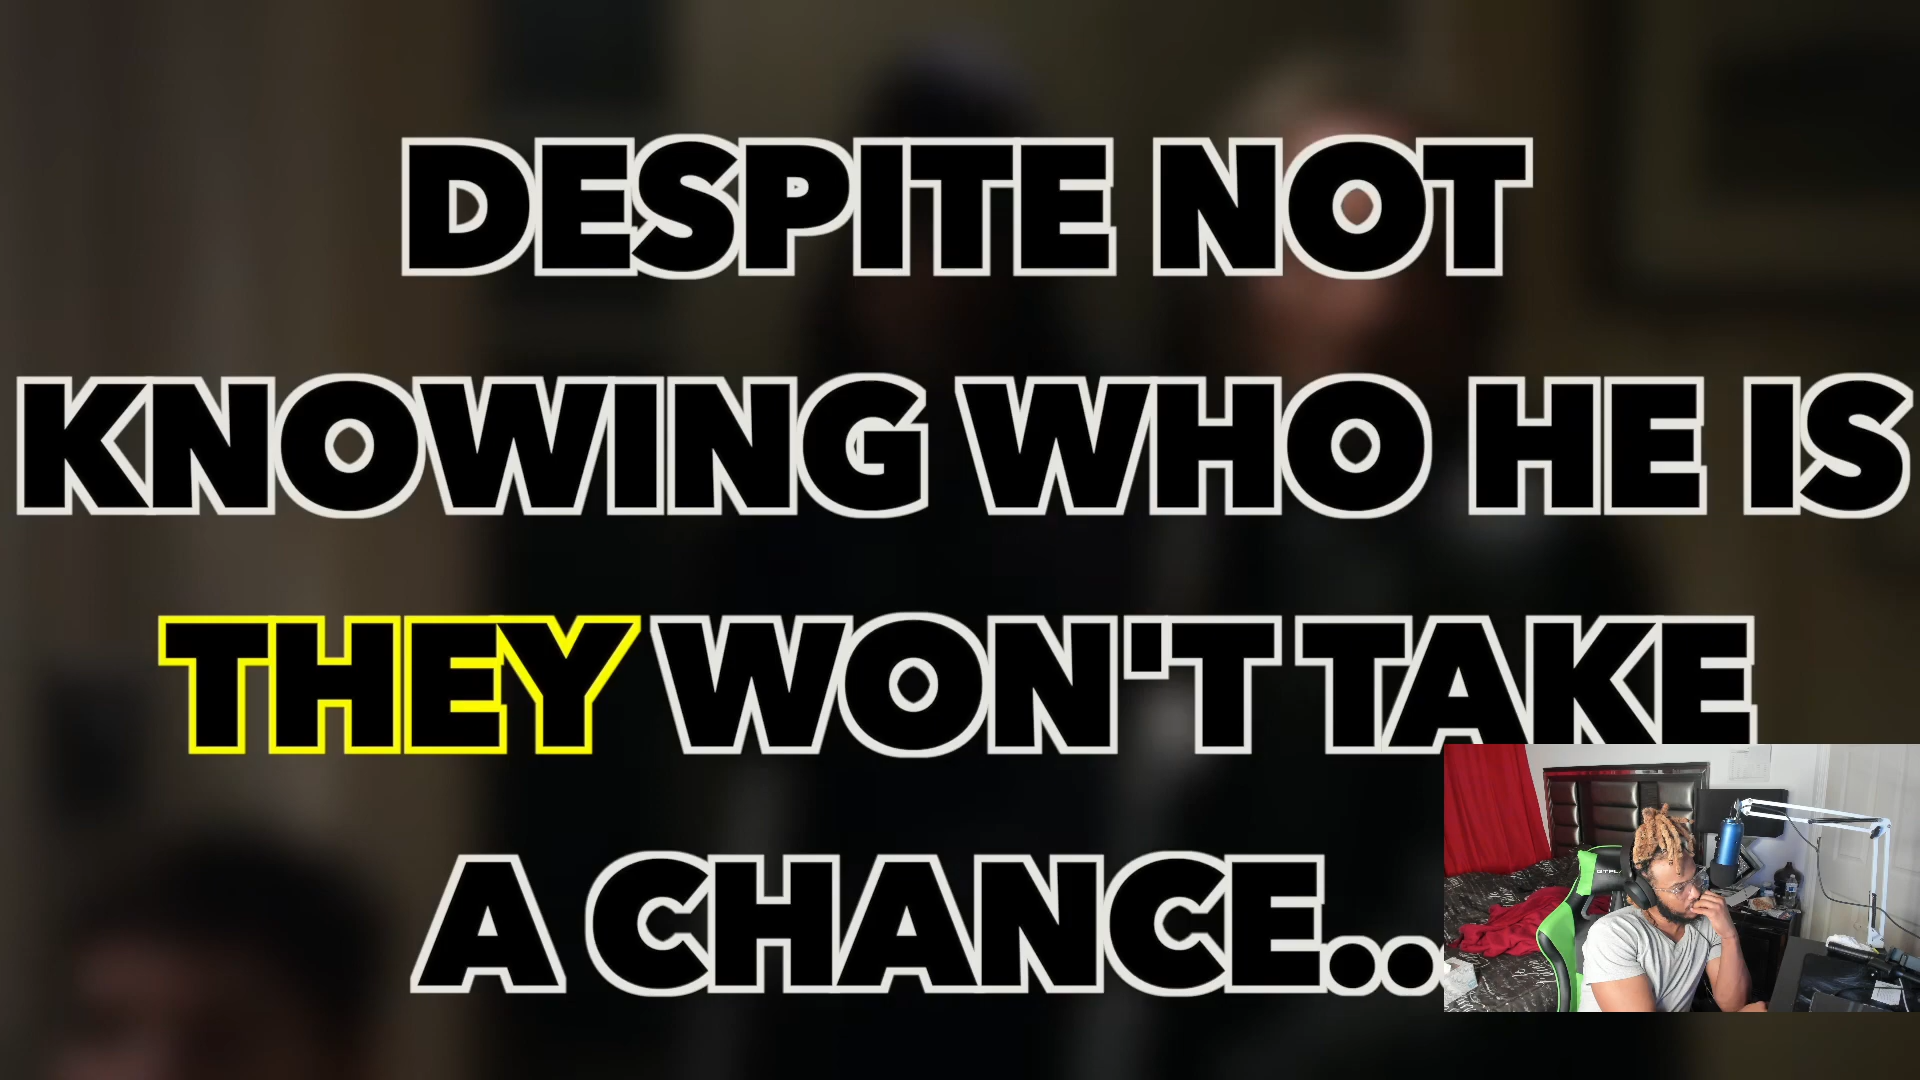 DESPITE NOT
KNOWING WHO HE IS
THEY WON'T TAKE
A CHANCE...